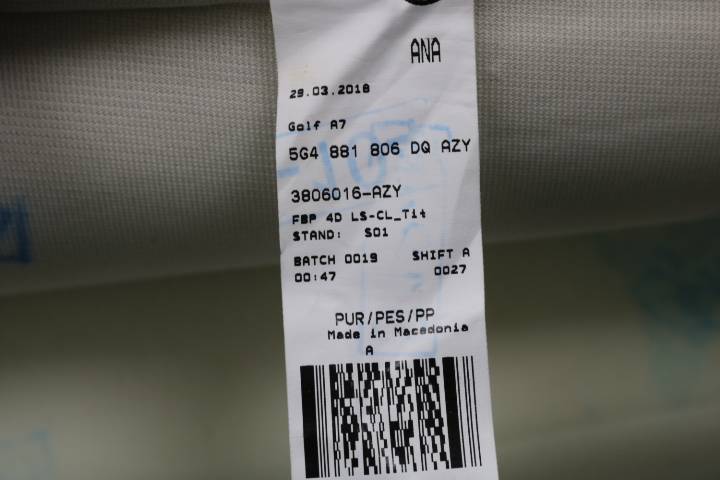 ANA
29.03.2018
Golf A7
5G4 881 806 DQ AZY
3806016-AZY
FBP 4D LS-CL_Tit
STAND: S01
BATCH 0019 SHIFT A
00:47 0027
PUR/PES/PP
Made in Macedonia
A